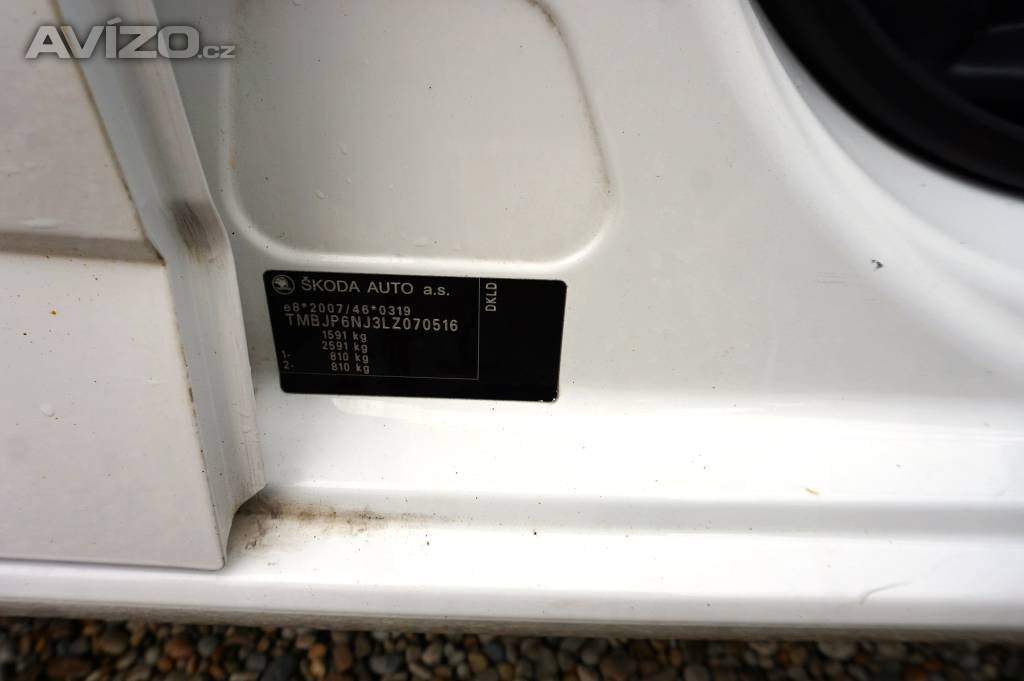 AVÍZO.cz
ŠKODA AUTO a.s.
e8*2007/46*0319
TMBJP6NJ3LZ070516
1591 kg
2591 kg
1- 810 kg
2- 810 kg
DKLD